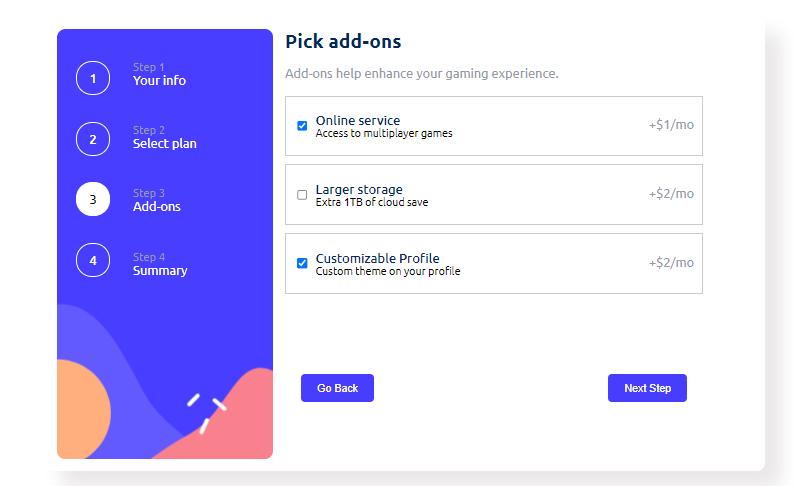 1
Step 1
Your info
2
Step 2
Select plan
3
Step 3
Add-ons
4
Step 4
Summary
Pick add-ons
Add-ons help enhance your gaming experience.
Online service
Access to multiplayer games
+$1/mo
Larger storage
Extra 1TB of cloud save
+$2/mo
Customizable Profile
Custom theme on your profile
+$2/mo
Go Back
Next Step